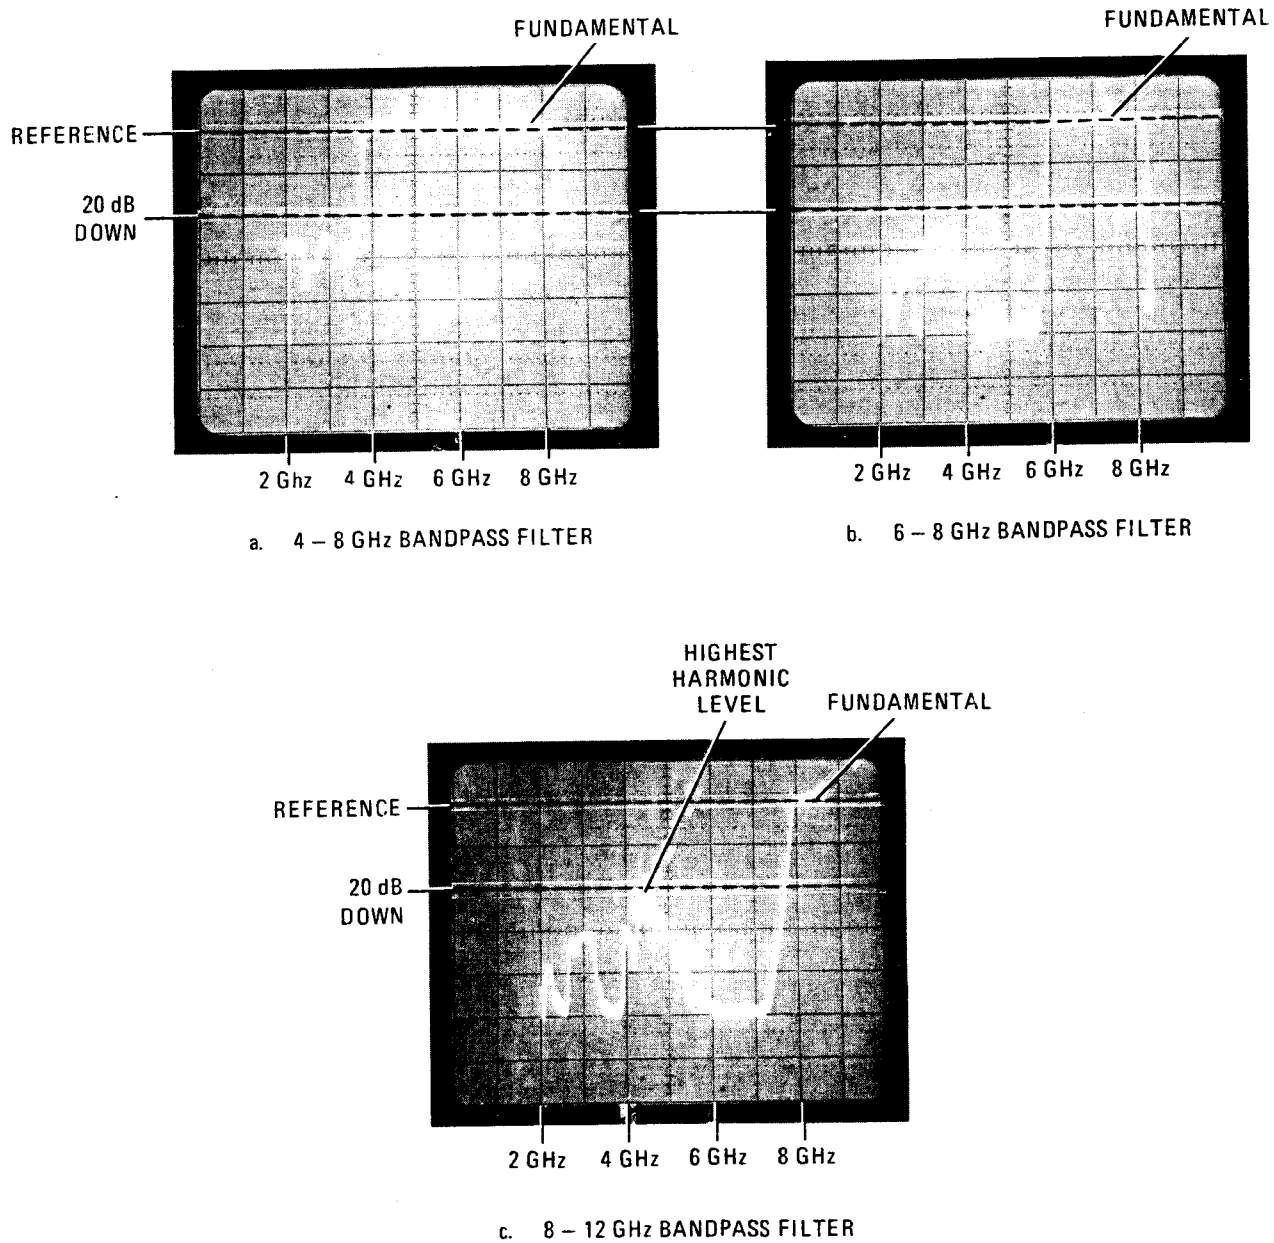 FUNDAMENTAL
FUNDAMENTAL
REFERENCE
20 dB
DOWN
2 Ghz 4 GHz 6 GHz 8 GHz
2 GHz 4 GHz 6 GHz 8 GHz
a. 4 – 8 GHz BANDPASS FILTER
b. 6 – 8 GHz BANDPASS FILTER
HIGHEST
HARMONIC
LEVEL
FUNDAMENTAL
REFERENCE
20 dB
DOWN
2 GHz 4 GHz 6 GHz 8 GHz
c. 8 – 12 GHz BANDPASS FILTER